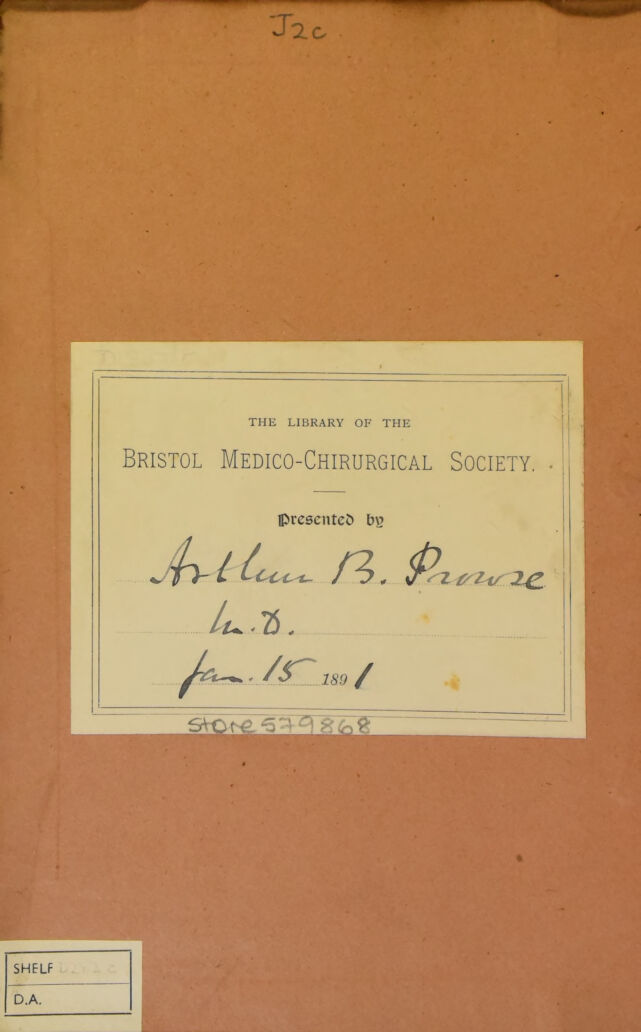 J2c
THE LIBRARY OF THE
BRISTOL MEDICO-CHIRURGICAL SOCIETY.
Presented by
Arthur B. Prowse
M.D.
Jan. 15 1891
Store 579868
SHELF
D.A.